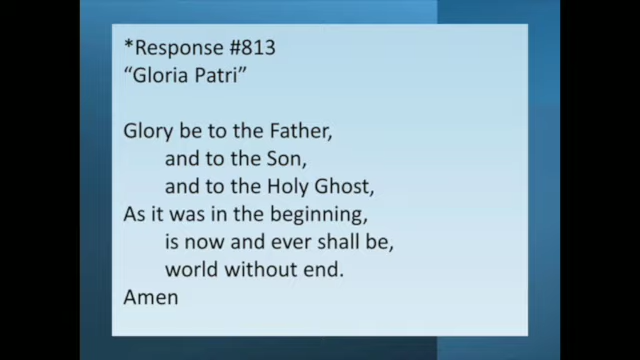 *Response #813
“Gloria Patri”
Glory be to the Father,
and to the Son,
and to the Holy Ghost,
As it was in the beginning,
is now and ever shall be,
world without end.
Amen